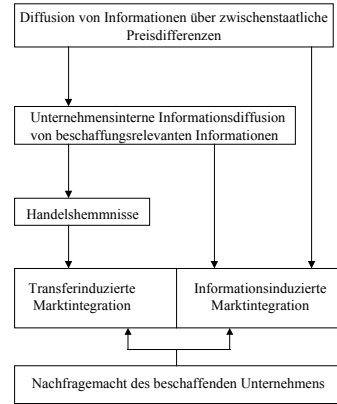 Diffusion von Informationen über zwischenstaatliche
Preisdifferenzen
Unternehmensinterne Informationsdiffusion
von beschaffungsrelevanten Informationen
Handelshemmnisse
Transferinduzierte
Marktintegration
Informationsinduzierte
Marktintegration
Nachfragemacht des beschaffenden Unternehmens